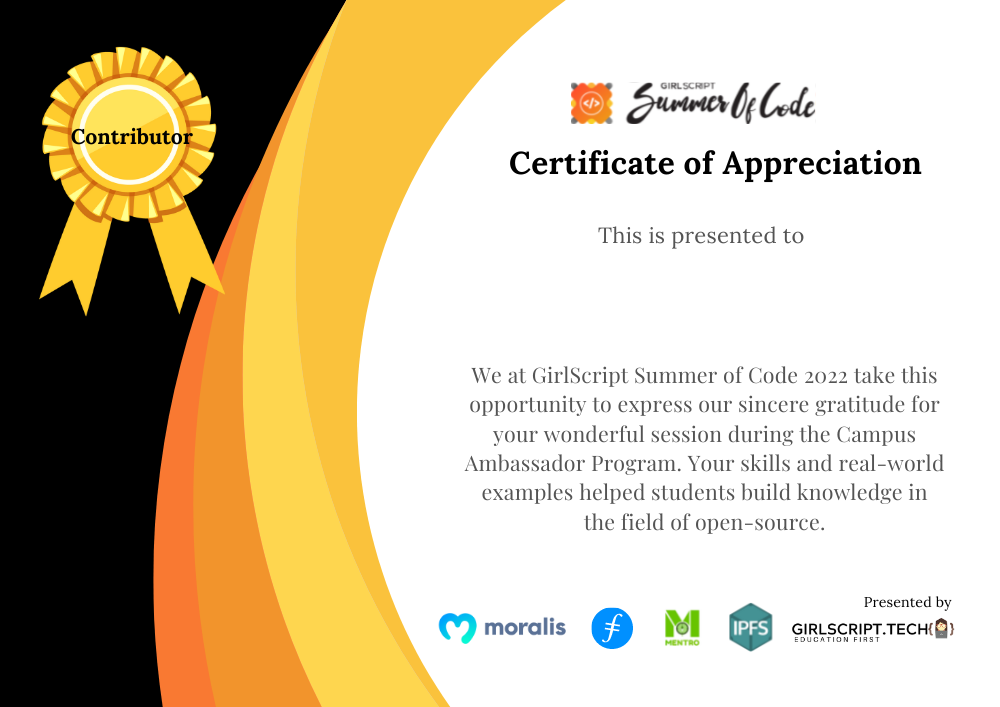 Contributor
GIRLSCRIPT
Summer Of Code
Certificate of Appreciation
This is presented to
We at GirlScript Summer of Code 2022 take this
opportunity to express our sincere gratitude for
your wonderful session during the Campus
Ambassador Program. Your skills and real-world
examples helped students build knowledge in
the field of open-source.
Presented by
moralis
MENTRO
IPFS
GIRLSCRIPT.TECH{}
EDUCATION FIRST